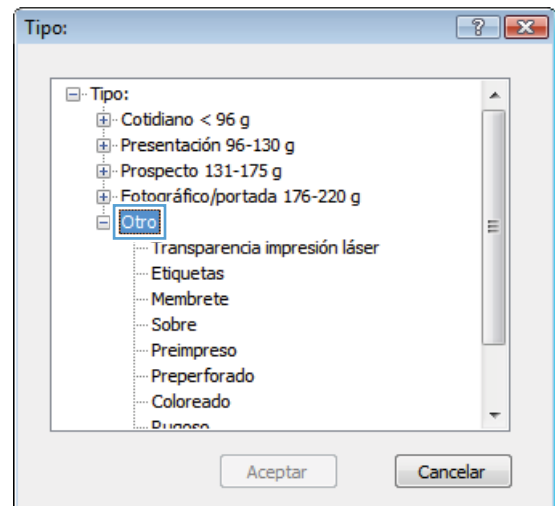 Tipo:
Tipo:
Cotidiano < 96 g
Presentación 96-130 g
Prospecto 131-175 g
Fotográfico/portada 176-220 g
Otro
Transparencia impresión láser
Etiquetas
Membrete
Sobre
Preimpreso
Preperforado
Coloreado
Rugoso
Aceptar Cancelar